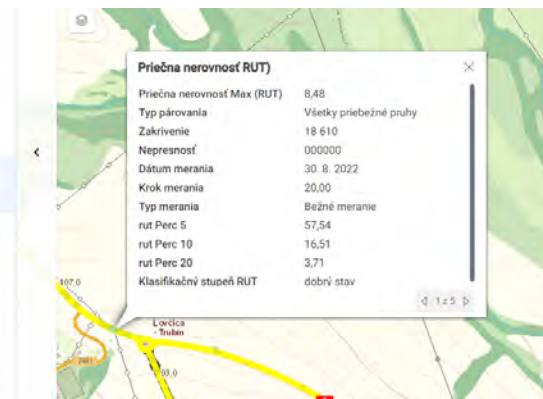 Priečna nerovnosť RUT)
Priečna nerovnosť Max (RUT) 8,48
Typ párovania Všetky priebežné pruhy
Zakrivenie 18 610
Nepresnosť 000000
Dátum merania 30. 8. 2022
Krok merania 20,00
Typ merania Bežné meranie
rut Perc 5 57,54
rut Perc 10 16,51
rut Perc 20 3,71
Klasifikačný stupeň RUT dobrý stav
1 z 5
107,0
Lovčica
- Trubín
2481
93,0